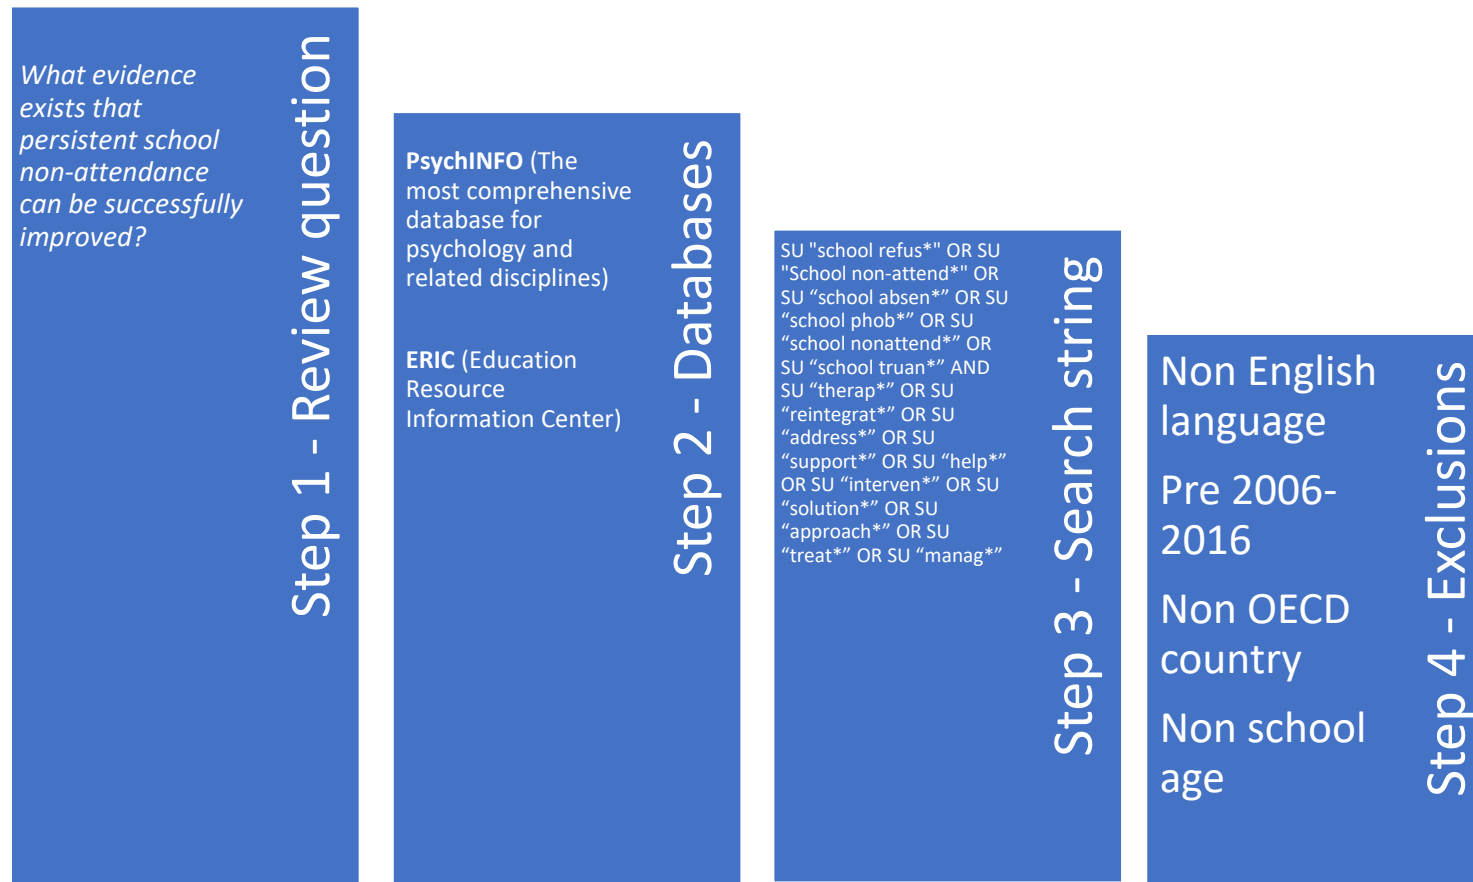 Step 1 - Review question
What evidence
exists that
persistent school
non-attendance
can be successfully
improved?
Step 2 - Databases
PsychINFO (The
most comprehensive
database for
psychology and
related disciplines)
ERIC (Education
Resource
Information Center)
Step 3 - Search string
SU "school refus*" OR SU
"School non-attend*" OR
SU “school absen*” OR SU
“school phob*” OR SU
“school nonattend*” OR
SU “school truan*” AND
SU “therap*” OR SU
“reintegrat*” OR SU
“address*” OR SU
“support*” OR SU “help*”
OR SU “interven*” OR SU
“solution*” OR SU
“approach*” OR SU
“treat*” OR SU “manag*”
Step 4 - Exclusions
Non English
language
Pre 2006-
2016
Non OECD
country
Non school
age